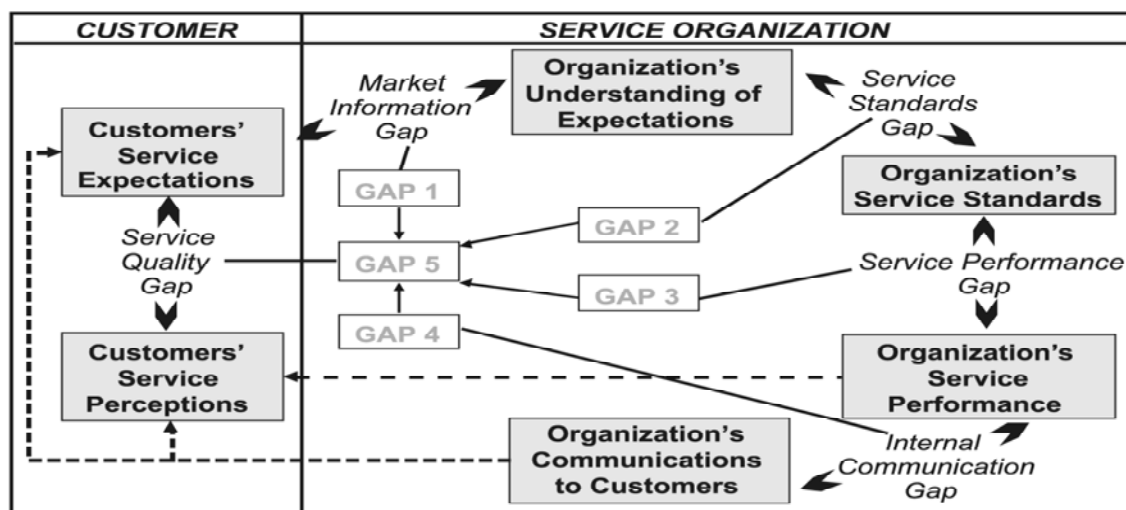 CUSTOMER
SERVICE ORGANIZATION
Customers'
Service
Expectations
Service
Quality
Gap
Customers'
Service
Perceptions
Market
Information
Gap
Organization's
Understanding of
Expectations
Service
Standards
Gap
GAP 1
GAP 2
GAP 5
GAP 3
GAP 4
Organization's
Service Standards
Service Performance
Gap
Organization's
Service
Performance
Organization's
Communications
to Customers
Internal
Communication
Gap